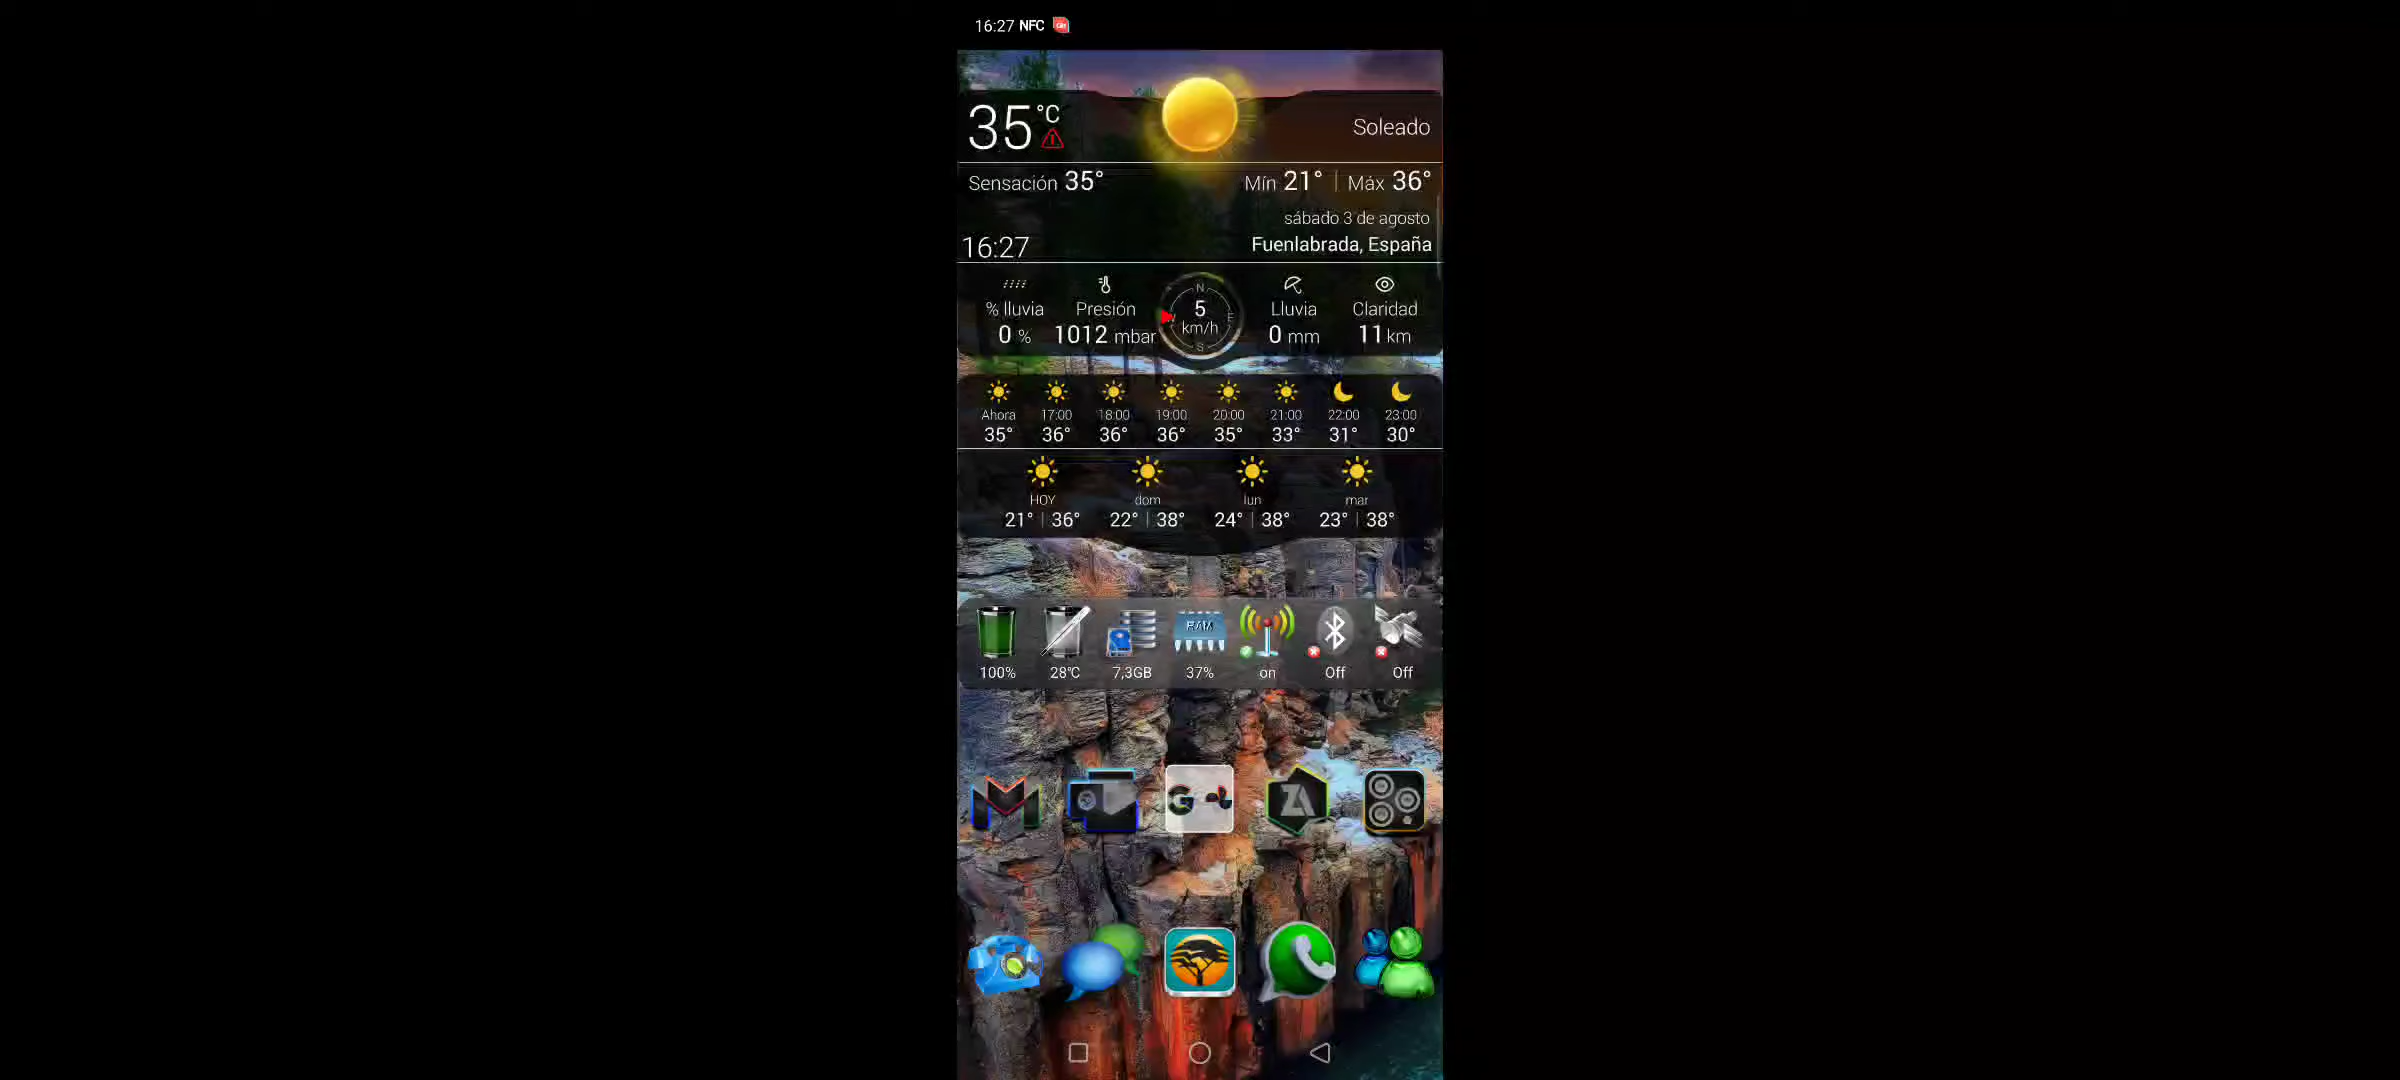 16:27 NFC
35 °C
Soleado
Sensación 35°
Mín 21° | Máx 36°
sábado 3 de agosto
16:27
Fuenlabrada, España
% lluvia Presión N Lluvia Claridad
0 % 1012 mbar W 5 km/h E 0 mm 11 km
S
Ahora 17:00 18:00 19:00 20:00 21:00 22:00 23:00
35° 36° 36° 36° 35° 33° 31° 30°
HOY dom lun mar
21° | 36° 22° | 38° 24° | 38° 23° | 38°
RAM
100% 28°C 7,3GB 37% on Off Off
G
ZA